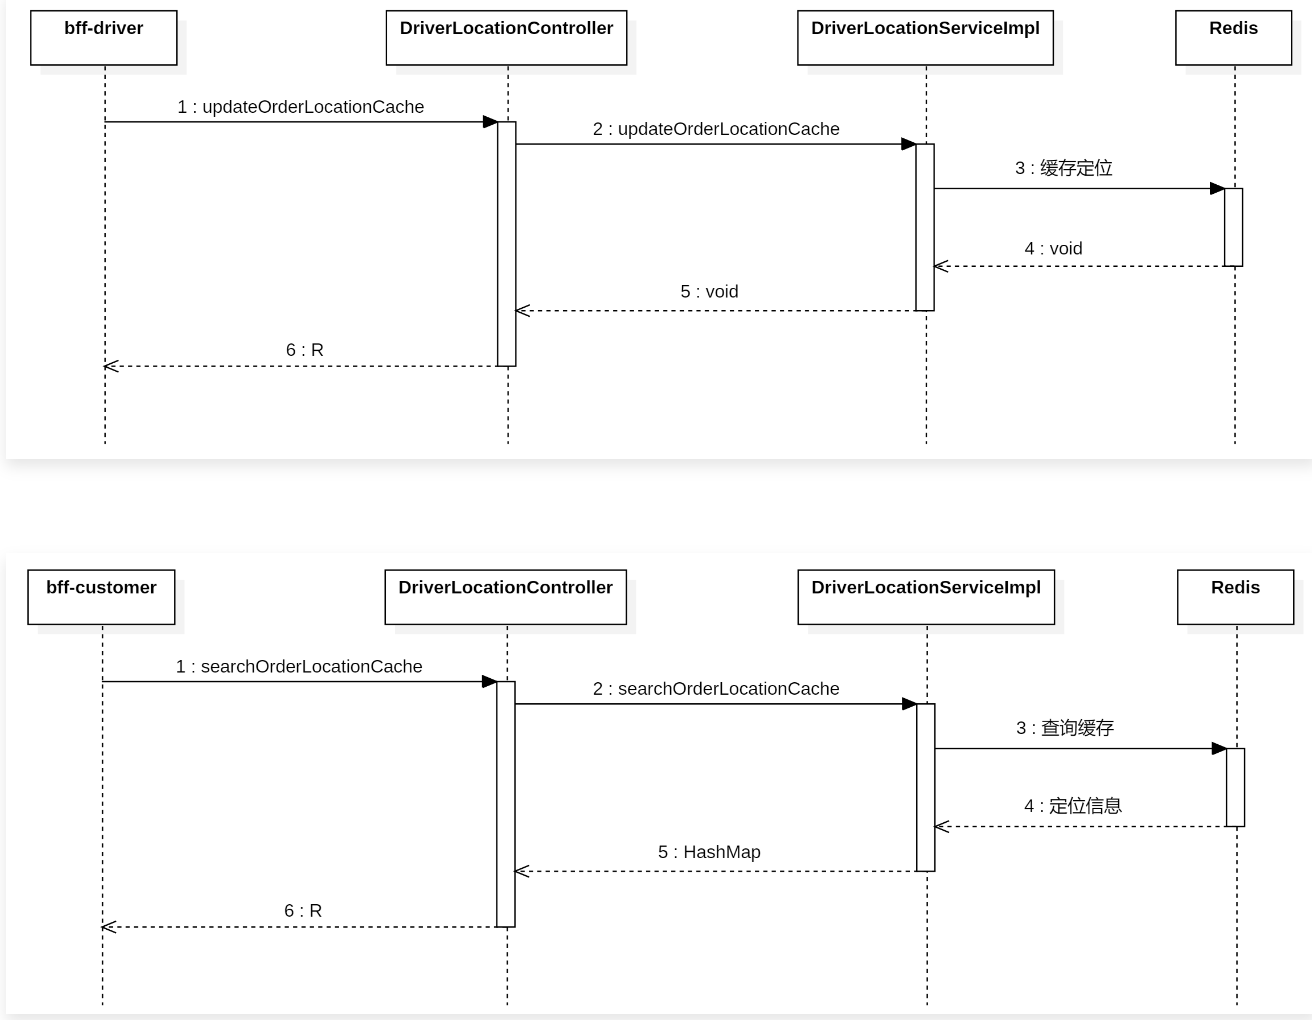 bff-driver
DriverLocationController
DriverLocationServiceImpl
Redis
1 : updateOrderLocationCache
2 : updateOrderLocationCache
3 : 缓存定位
4 : void
5 : void
6 : R
bff-customer
DriverLocationController
DriverLocationServiceImpl
Redis
1 : searchOrderLocationCache
2 : searchOrderLocationCache
3 : 查询缓存
4 : 定位信息
5 : HashMap
6 : R